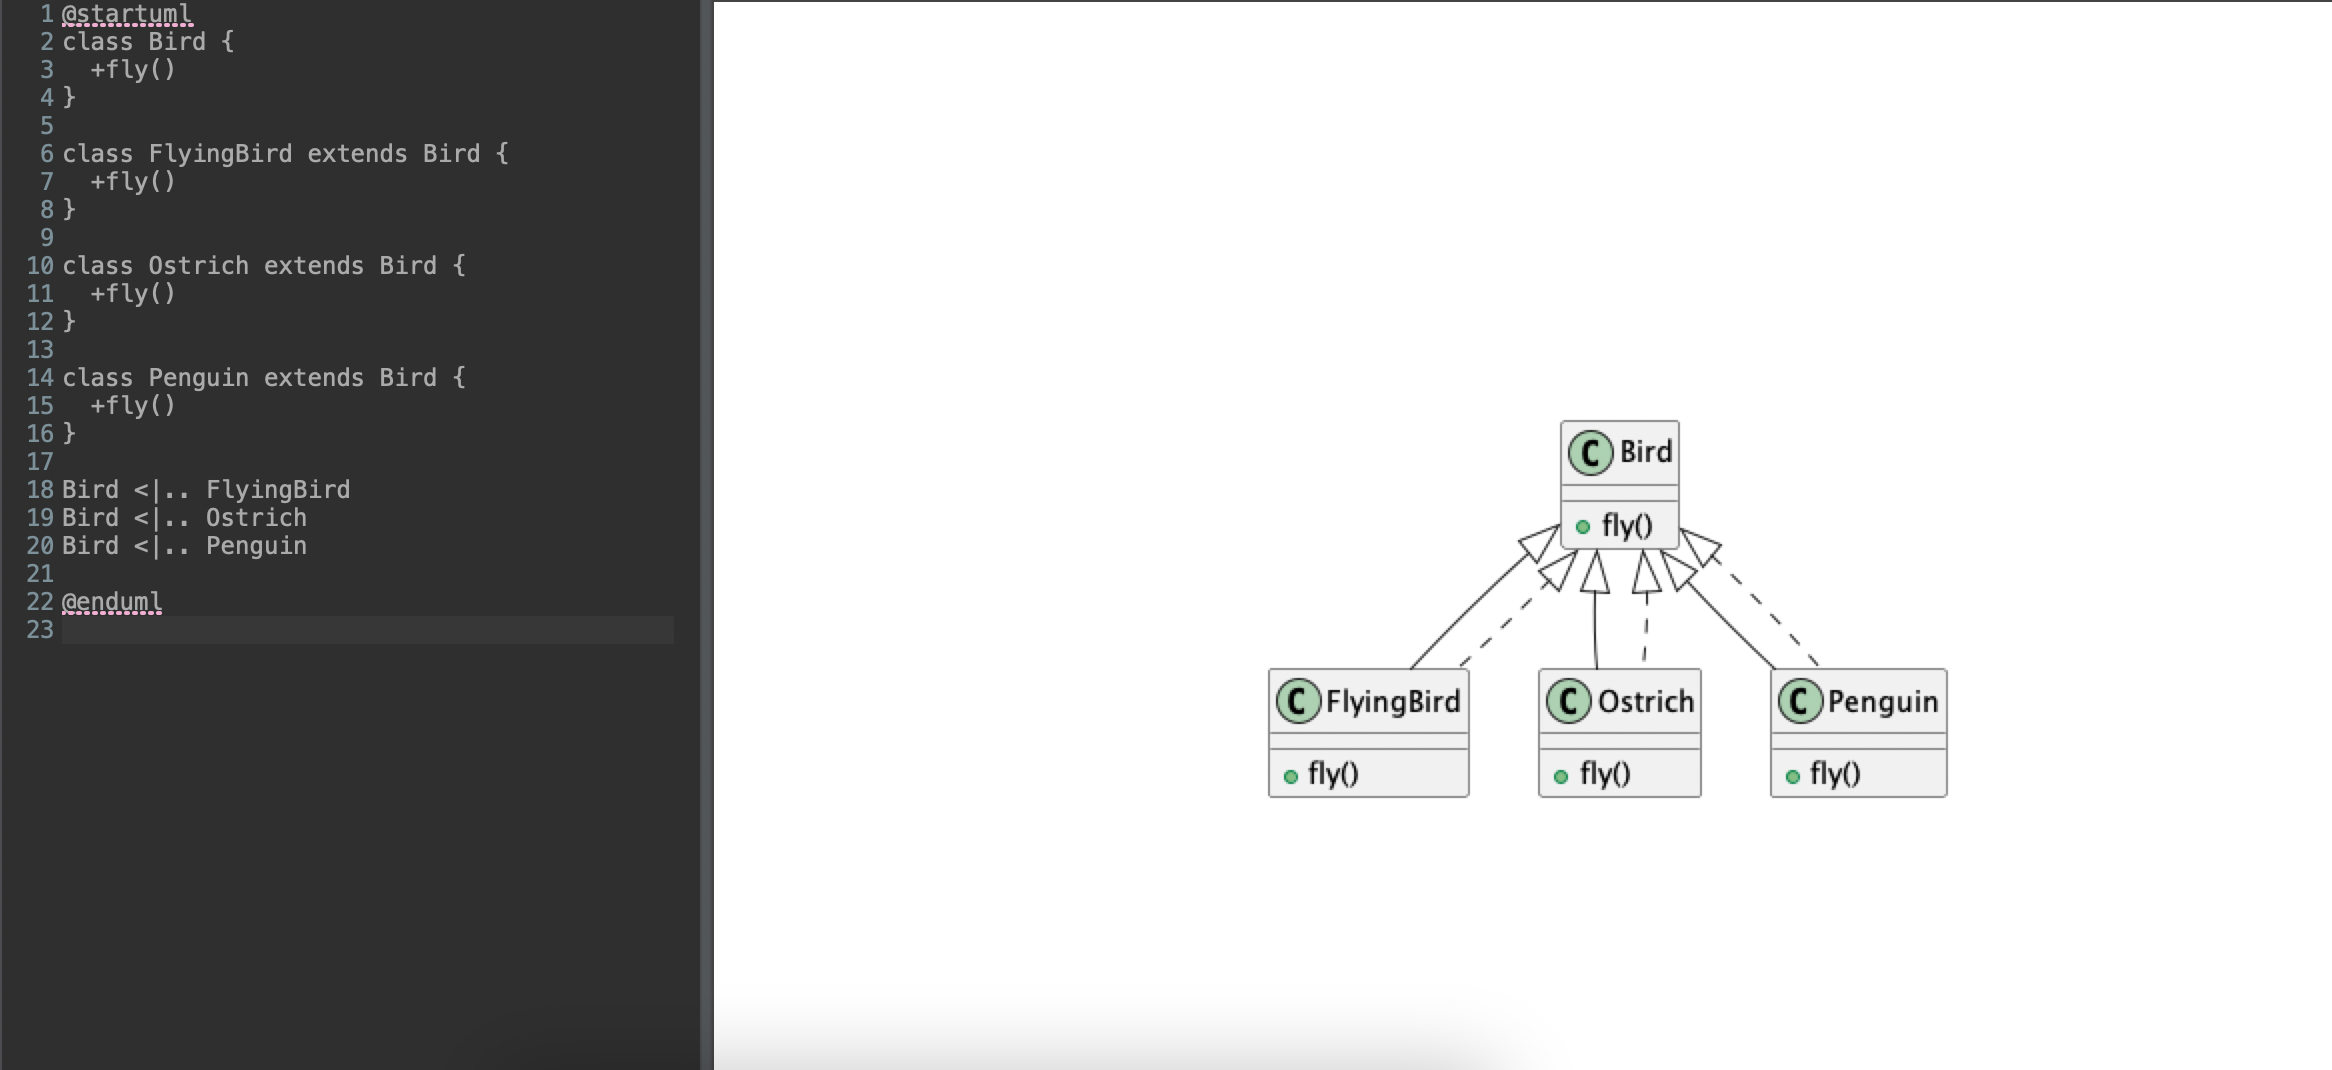 1 @startuml
2 class Bird {
3   +fly()
4 }
5
6 class FlyingBird extends Bird {
7   +fly()
8 }
9
10 class Ostrich extends Bird {
11   +fly()
12 }
13
14 class Penguin extends Bird {
15   +fly()
16 }
17
18 Bird <|.. FlyingBird
19 Bird <|.. Ostrich
20 Bird <|.. Penguin
21
22 @enduml
23
C Bird
fly()
C FlyingBird
fly()
C Ostrich
fly()
C Penguin
fly()